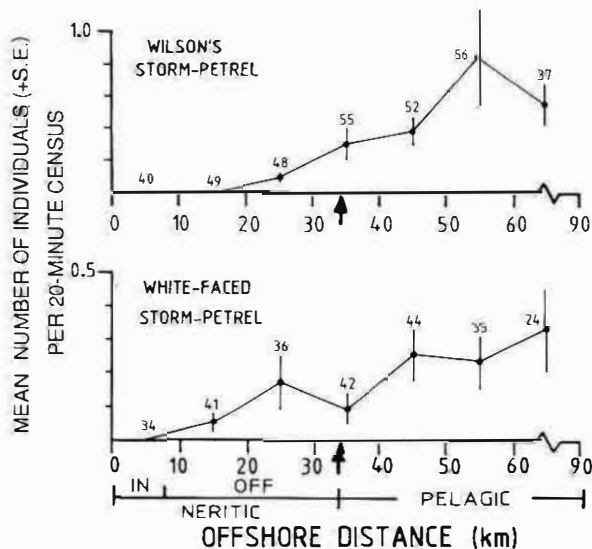 MEAN NUMBER OF INDIVIDUALS (+S.E.)
PER 20-MINUTE CENSUS
1.0
WILSON'S
STORM-PETREL
40
49
48
55
52
56
37
0 10 20 30 40 50 60 90
0.5
WHITE-FACED
STORM-PETREL
34
41
36
42
44
35
24
0 10 20 30 40 50 60 90
IN OFF
NERITIC PELAGIC
OFFSHORE DISTANCE (km)